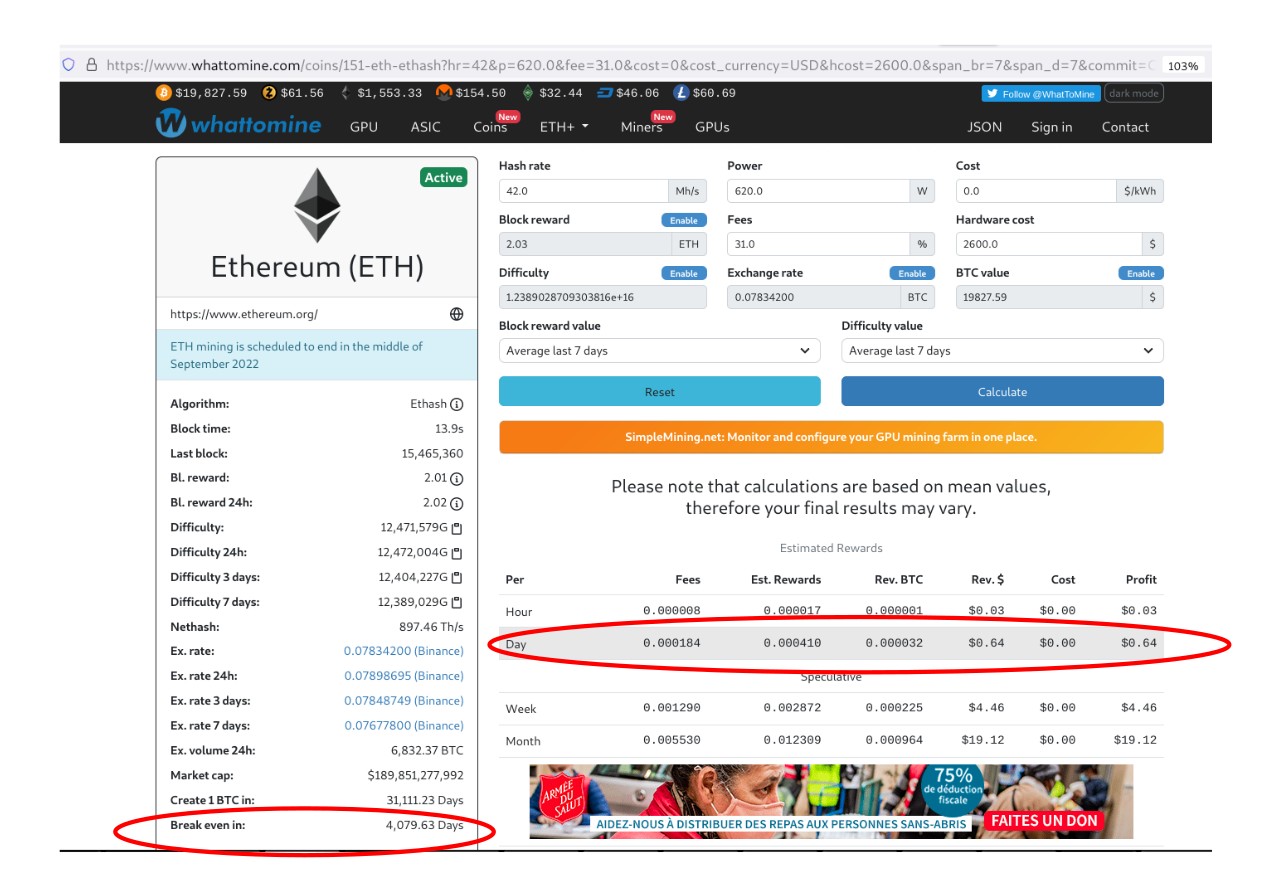 https://www.whattomine.com/coins/151-eth-ethash?hr=42&p=620.0&fee=31.0&cost=0&cost_currency=USD&hcost=2600.0&span_br=7&span_d=7&commit=C 103%
$19,827.59 $61.56 $1,553.33 $154.50 $32.44 $46.06 $60.69 Follow @WhatToMine dark mode
whattomine GPU ASIC Coins New ETH+ Miners New GPUs JSON Sign in Contact
Active
Ethereum (ETH)
https://www.ethereum.org/
ETH mining is scheduled to end in the middle of
September 2022
Algorithm: Ethash
Block time: 13.9s
Last block: 15,465,360
Bl. reward: 2.01
Bl. reward 24h: 2.02
Difficulty: 12,471,579G
Difficulty 24h: 12,472,004G
Difficulty 3 days: 12,404,227G
Difficulty 7 days: 12,389,029G
Nethash: 897.46 Th/s
Ex. rate: 0.07834200 (Binance)
Ex. rate 24h: 0.07898695 (Binance)
Ex. rate 3 days: 0.07848749 (Binance)
Ex. rate 7 days: 0.07677800 (Binance)
Ex. volume 24h: 6,832.37 BTC
Market cap: $189,851,277,992
Create 1 BTC in: 31,111.23 Days
Break even in: 4,079.63 Days
Hash rate Power Cost
42.0 Mh/s 620.0 W 0.0 $/kWh
Block reward Enable Fees Hardware cost
2.03 ETH 31.0 % 2600.0 $
Difficulty Enable Exchange rate Enable BTC value Enable
1.2389028709303816e+16 0.07834200 BTC 19827.59 $
Block reward value Difficulty value
Average last 7 days Average last 7 days
Reset Calculate
SimpleMining.net: Monitor and configure your GPU mining farm in one place.
Please note that calculations are based on mean values,
therefore your final results may vary.
Estimated Rewards
Per Fees Est. Rewards Rev. BTC Rev. $ Cost Profit
Hour 0.000008 0.000017 0.000001 $0.03 $0.00 $0.03
Day 0.000184 0.000410 0.000032 $0.64 $0.00 $0.64
Speculative
Week 0.001290 0.002872 0.000225 $4.46 $0.00 $4.46
Month 0.005530 0.012309 0.000964 $19.12 $0.00 $19.12
ARMÉE
DU
SALUT
75%
de déduction
fiscale
AIDEZ-NOUS À DISTRIBUER DES REPAS AUX PERSONNES SANS-ABRIS FAITES UN DON